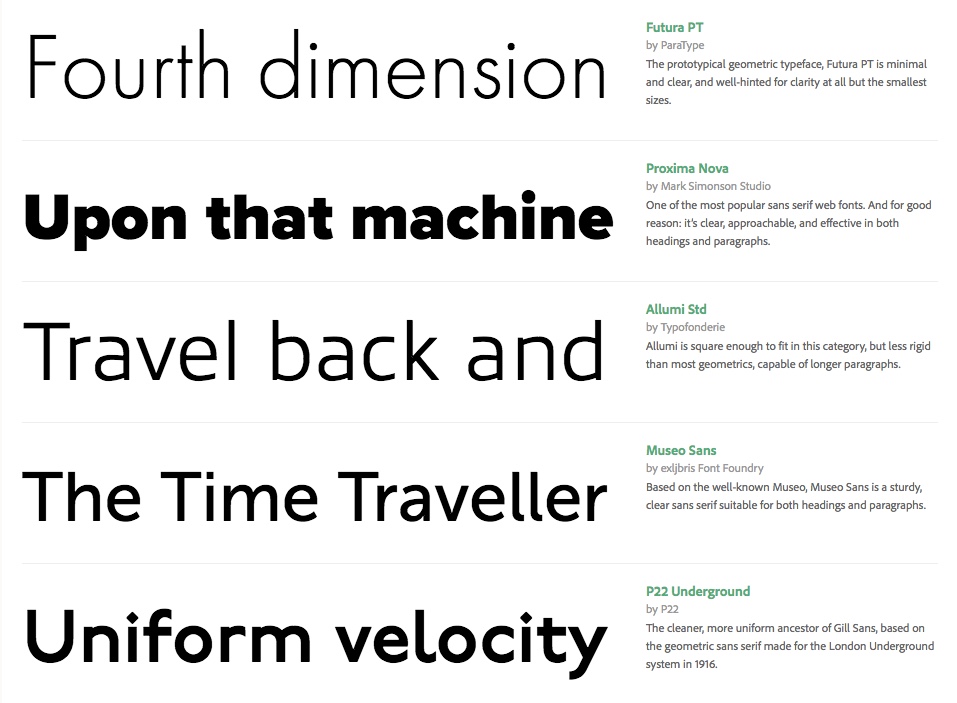 Fourth dimension
Futura PT
by ParaType
The prototypical geometric typeface, Futura PT is minimal
and clear, and well-hinted for clarity at all but the smallest
sizes.
Upon that machine
Proxima Nova
by Mark Simonson Studio
One of the most popular sans serif web fonts. And for good
reason: it's clear, approachable, and effective in both
headings and paragraphs.
Travel back and
Allumi Std
by Typofonderie
Allumi is square enough to fit in this category, but less rigid
than most geometrics, capable of longer paragraphs.
The Time Traveller
Museo Sans
by exljbris Font Foundry
Based on the well-known Museo, Museo Sans is a sturdy,
clear sans serif suitable for both headings and paragraphs.
Uniform velocity
P22 Underground
by P22
The cleaner, more uniform ancestor of Gill Sans, based on
the geometric sans serif made for the London Underground
system in 1916.